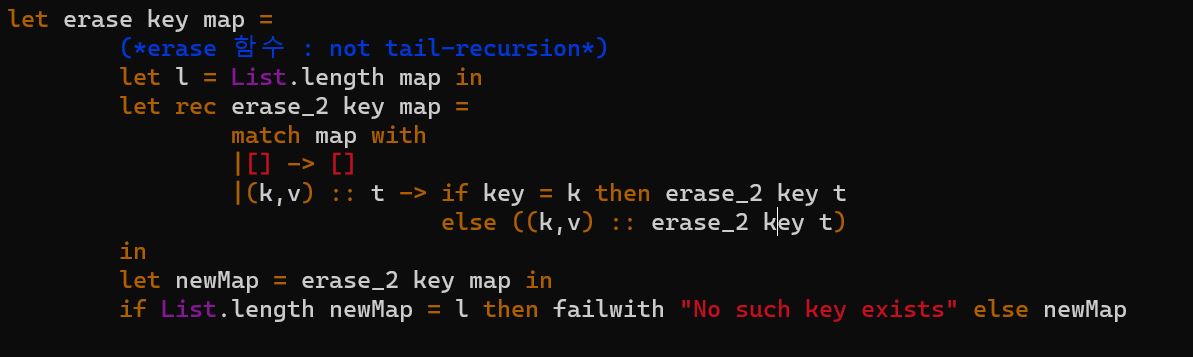 let erase key map =
(*erase 함수 : not tail-recursion*)
let l = List.length map in
let rec erase_2 key map =
match map with
|[] -> []
|(k,v) :: t -> if key = k then erase_2 key t
else ((k,v) :: erase_2 key t)
in
let newMap = erase_2 key map in
if List.length newMap = l then failwith "No such key exists" else newMap